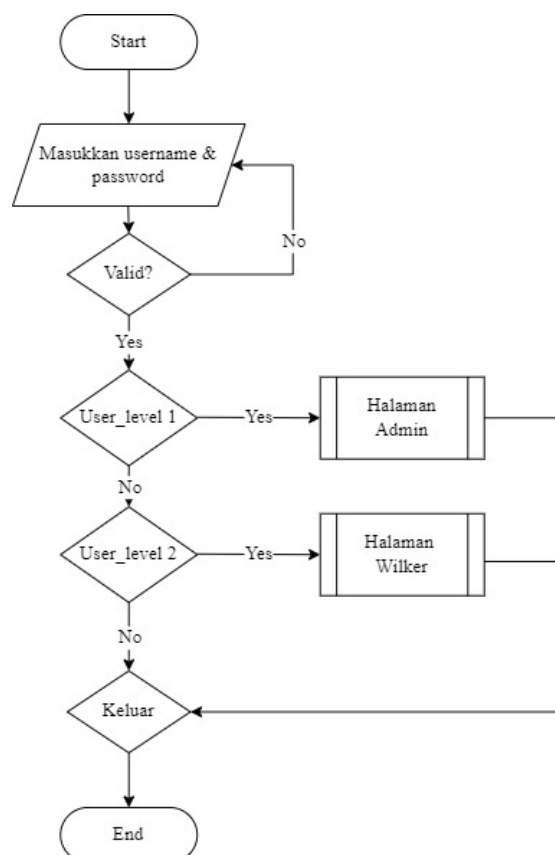 Start
Masukkan username &
password
No
Valid?
Yes
User_level 1
Yes
Halaman
Admin
No
User_level 2
Yes
Halaman
Wilker
No
Keluar
End